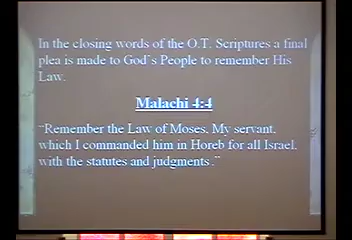 In the closing words of the O.T. Scriptures a final
plea is made to God's People to remember His
Law.
Malachi 4:4
"Remember the Law of Moses, My servant,
which I commanded him in Horeb for all Israel,
with the statutes and judgments."